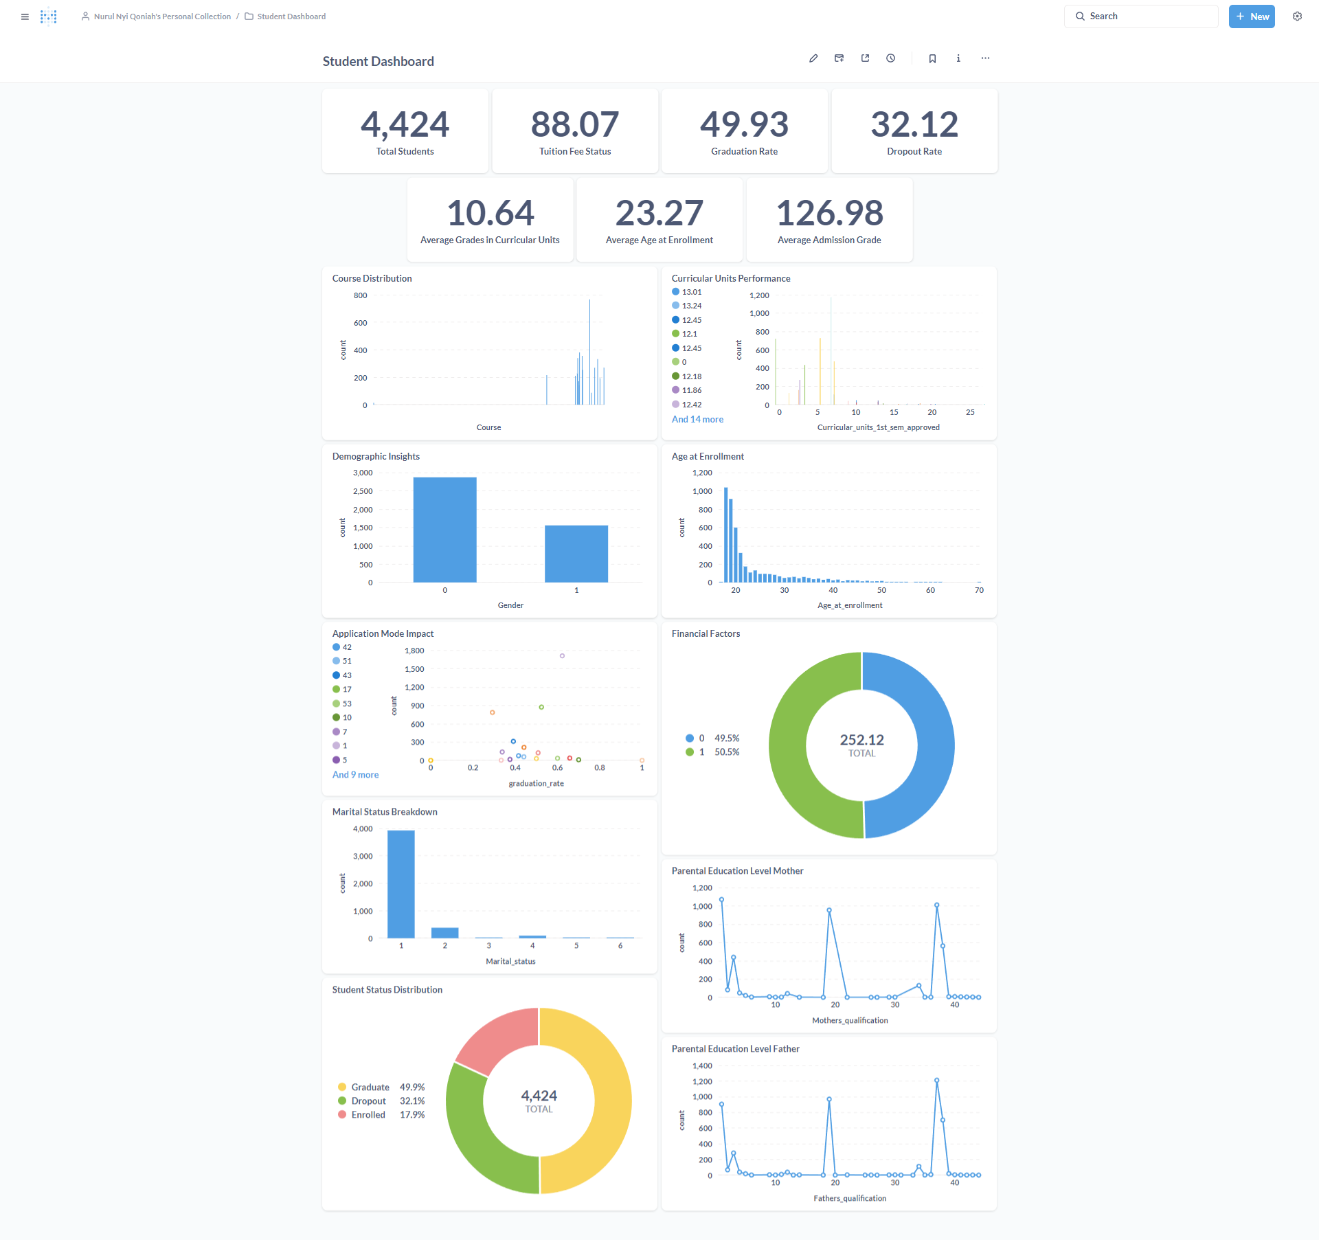 Nurul Nyi Qoniah's Personal Collection / Student Dashboard
Search
+ New
Student Dashboard
4,424
Total Students
88.07
Tuition Fee Status
49.93
Graduation Rate
32.12
Dropout Rate
10.64
Average Grades in Curricular Units
23.27
Average Age at Enrollment
126.98
Average Admission Grade
Course Distribution
800
600
400
200
0
count
Course
Curricular Units Performance
13.01
13.24
12.45
12.1
12.45
0
12.18
11.86
12.42
And 14 more
1,200
1,000
800
600
400
200
0
count
0 5 10 15 20 25
Curricular_units_1st_sem_approved
Demographic Insights
3,000
2,500
2,000
1,500
1,000
500
0
count
0 1
Gender
Age at Enrollment
1,200
1,000
800
600
400
200
0
count
20 30 40 50 60 70
Age_at_enrollment
Application Mode Impact
42
51
43
17
53
10
7
1
5
And 9 more
1,800
1,500
1,200
900
600
300
0
count
0 0.2 0.4 0.6 0.8 1
graduation_rate
Financial Factors
0 49.5%
1 50.5%
252.12
TOTAL
Marital Status Breakdown
4,000
3,000
2,000
1,000
0
count
1 2 3 4 5 6
Marital_status
Parental Education Level Mother
1,200
1,000
800
600
400
200
0
count
10 20 30 40
Mothers_qualification
Student Status Distribution
Graduate 49.9%
Dropout 32.1%
Enrolled 17.9%
4,424
TOTAL
Parental Education Level Father
1,400
1,200
1,000
800
600
400
200
0
count
10 20 30 40
Fathers_qualification